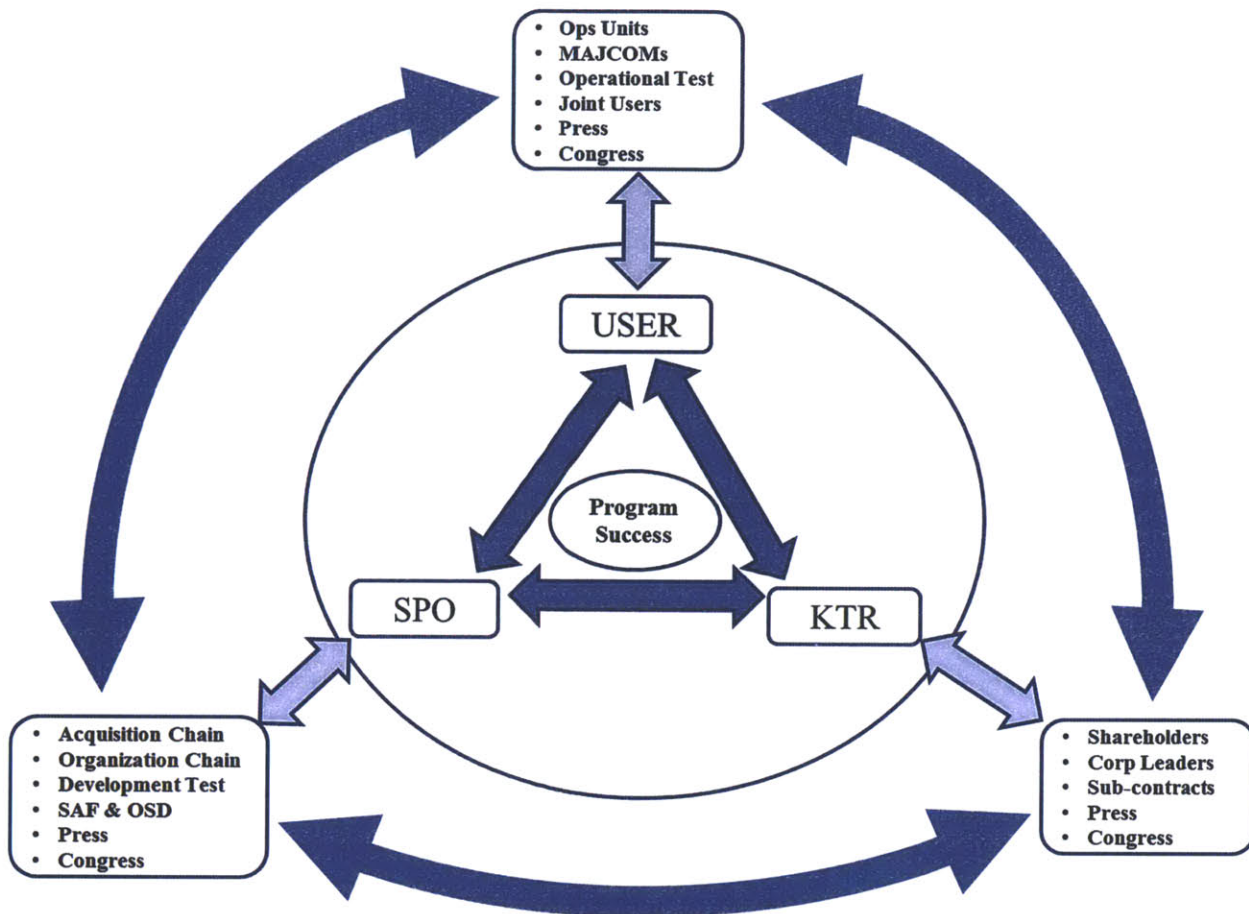 • Ops Units
• MAJCOMs
• Operational Test
• Joint Users
• Press
• Congress
USER
Program
Success
SPO
KTR
• Acquisition Chain
• Organization Chain
• Development Test
• SAF & OSD
• Press
• Congress
• Shareholders
• Corp Leaders
• Sub-contracts
• Press
• Congress